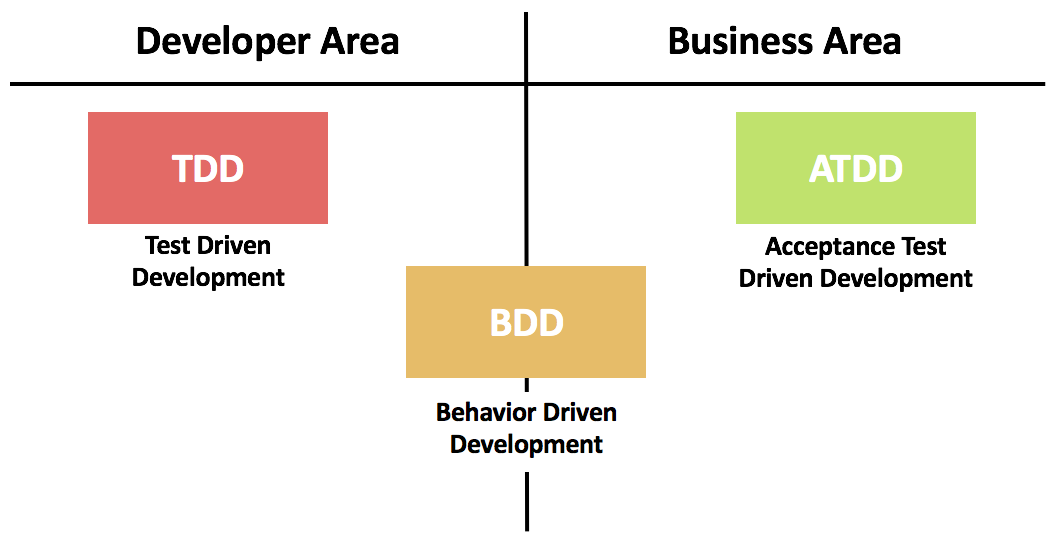 Developer Area
Business Area
TDD
ATDD
Test Driven
Development
Acceptance Test
Driven Development
BDD
Behavior Driven
Development